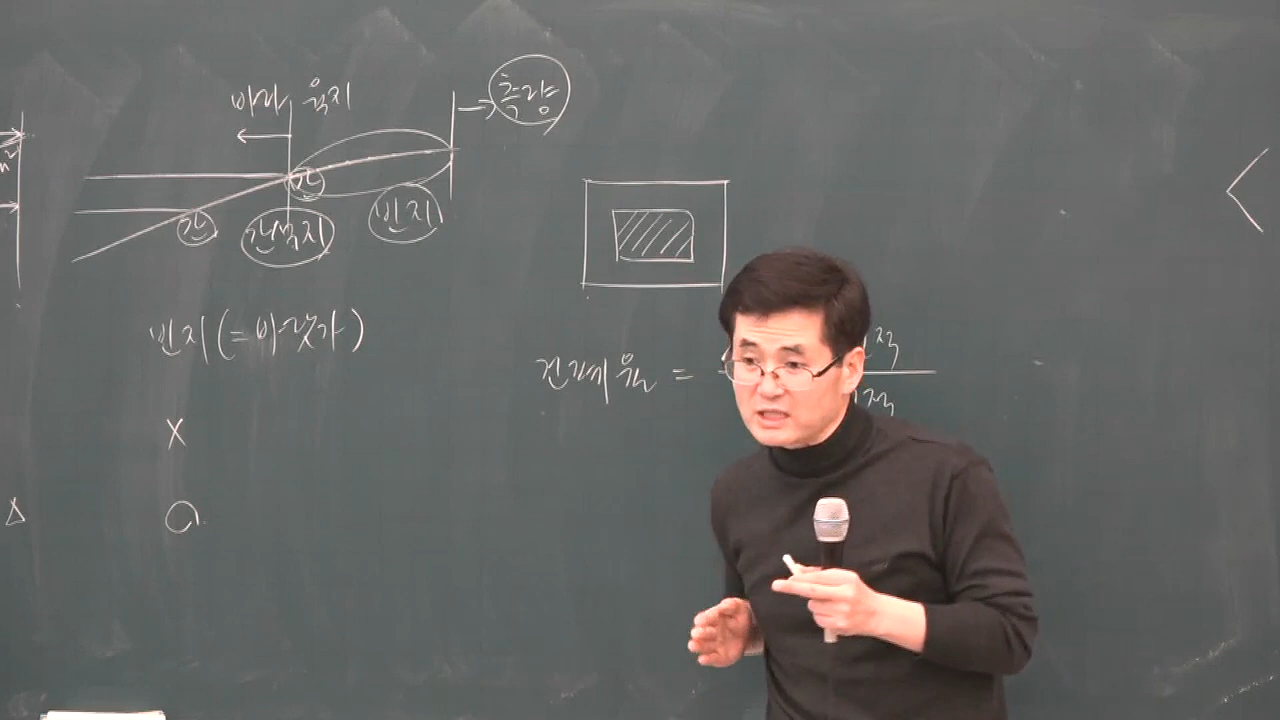 m²
바다 육지
측량
간
간
간석지
빈지
빈지(=바닷가)
X
△
건폐율 =